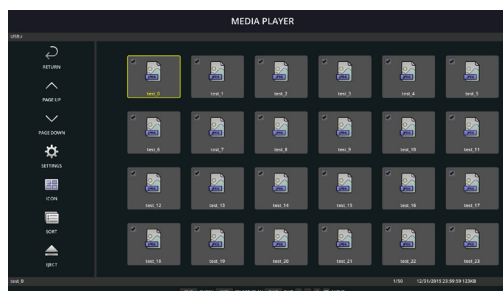 MEDIA PLAYER
USB:/
RETURN
PAGE UP
PAGE DOWN
SETTINGS
ICON
SORT
EJECT
test_0 test_1 test_2 test_3 test_4 test_5
test_6 test_7 test_8 test_9 test_10 test_11
test_12 test_13 test_14 test_15 test_16 test_17
test_18 test_19 test_20 test_21 test_22 test_23
test_0 1/50 12/31/2015 23:59:59 123KB